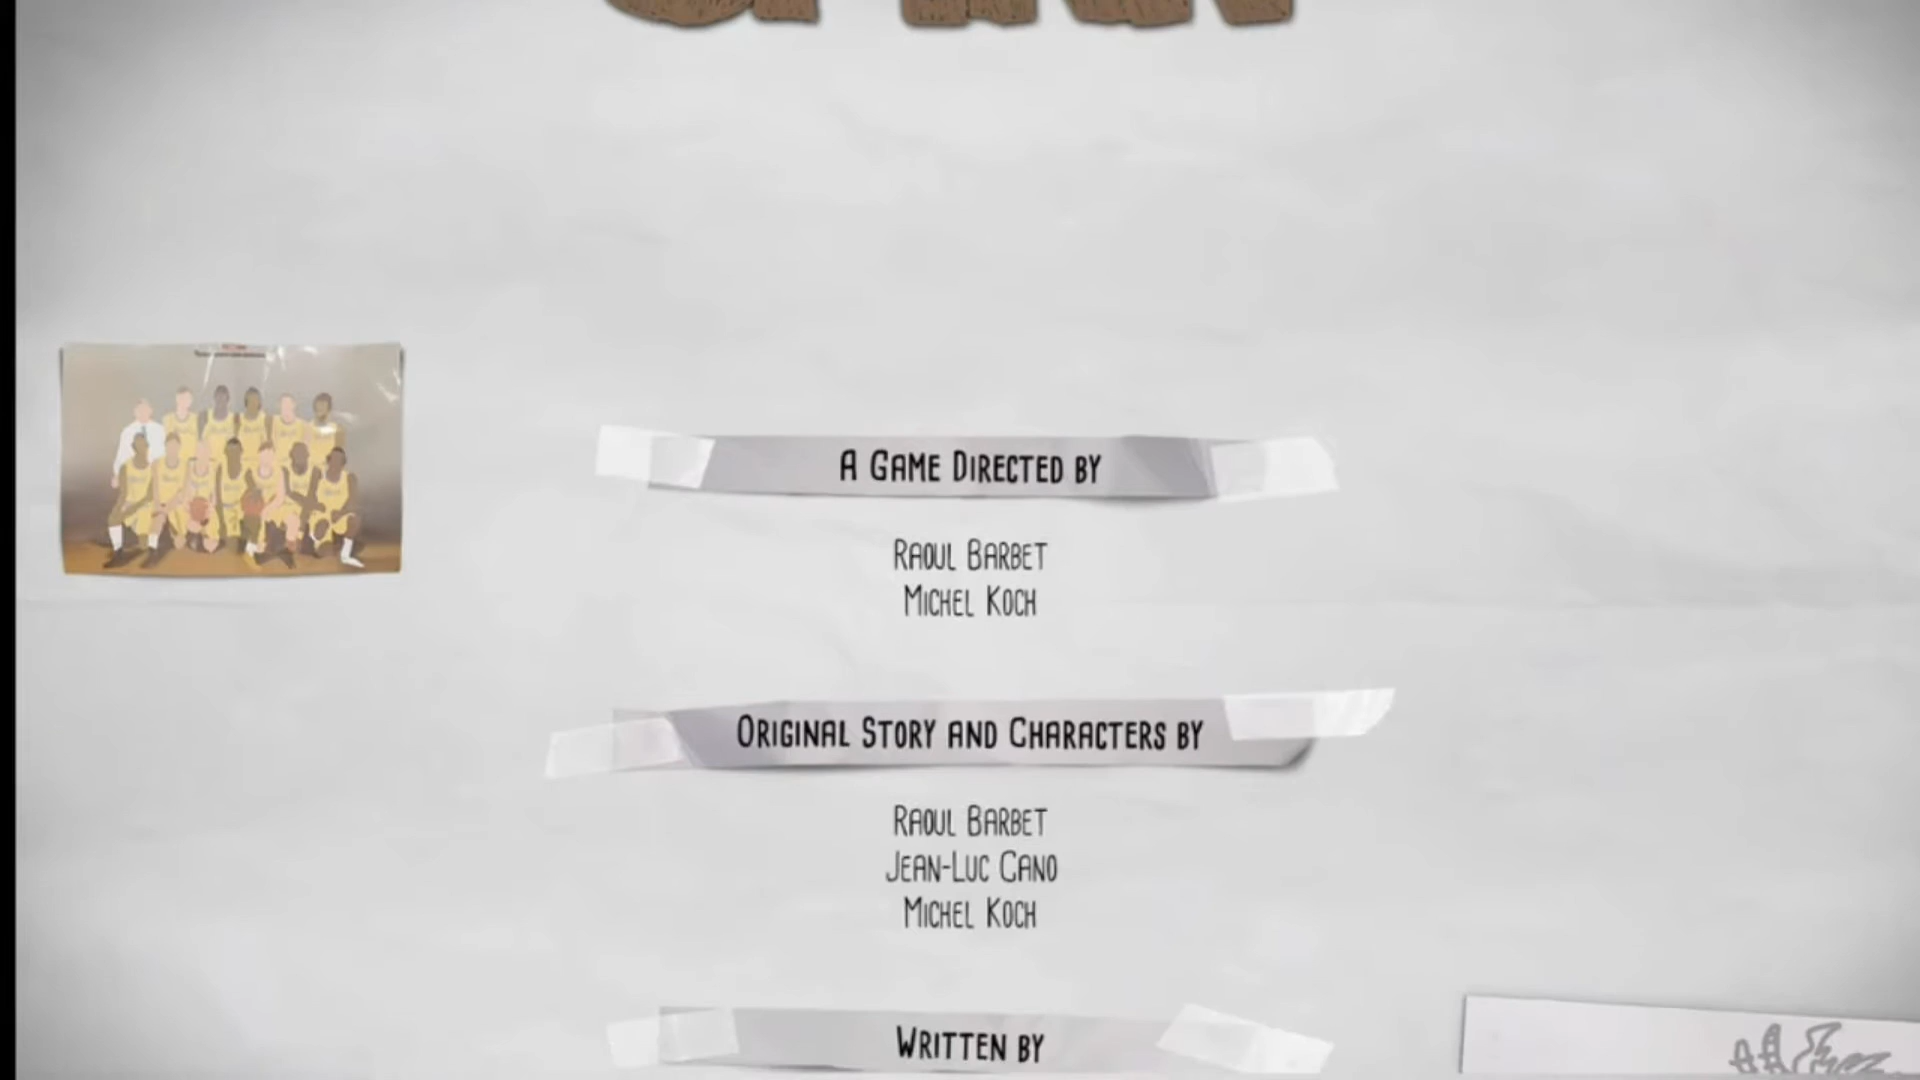 A Game Directed by
Raoul Barbet
Michel Koch
Original Story and Characters by
Raoul Barbet
Jean-Luc Cano
Michel Koch
Written by